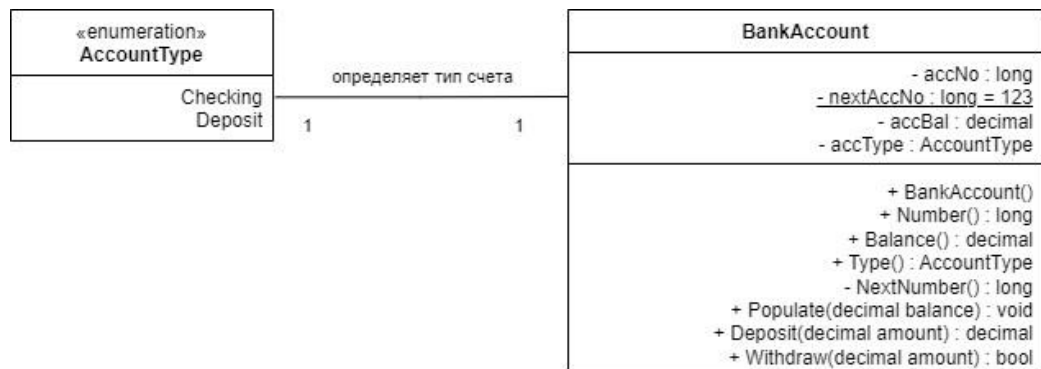 «enumeration»
AccountType
Checking
Deposit
определяет тип счета
1
1
BankAccount
- accNo : long
- nextAccNo : long = 123
- accBal : decimal
- accType : AccountType
+ BankAccount()
+ Number() : long
+ Balance() : decimal
+ Type() : AccountType
- NextNumber() : long
+ Populate(decimal balance) : void
+ Deposit(decimal amount) : decimal
+ Withdraw(decimal amount) : bool